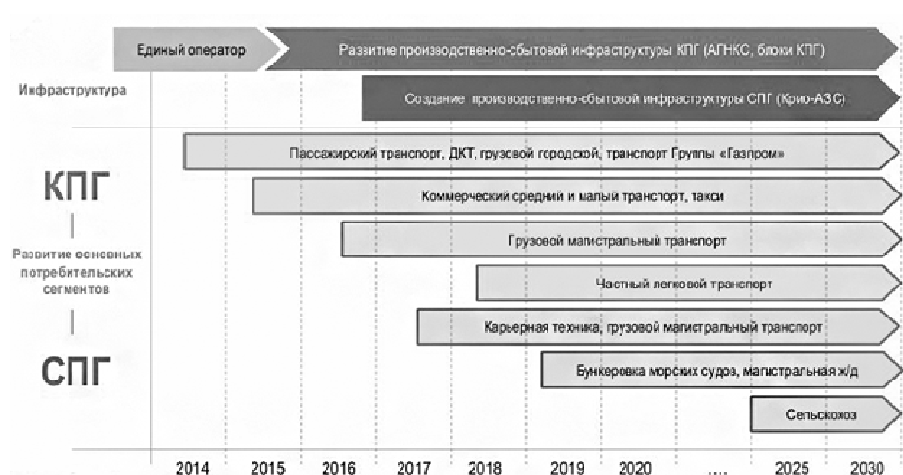 Единый оператор
Развитие производственно-сбытовой инфраструктуры КПГ (АГНКС, блоки КПГ)
Инфраструктура
Создание производственно-сбытовой инфраструктуры СПГ (Крио-АЗС)
Пассажирский транспорт, ДКТ, грузовой городской, транспорт Группы «Газпром»
КПГ
Коммерческий средний и малый транспорт, такси
Грузовой магистральный транспорт
Развитие основных
потребительских
сегментов
Частный легковой транспорт
Карьерная техника, грузовой магистральный транспорт
СПГ
Бункеровка морских судов, магистральная ж/д
Сельскохоз
2014 2015 2016 2017 2018 2019 2020 .... 2025 2030